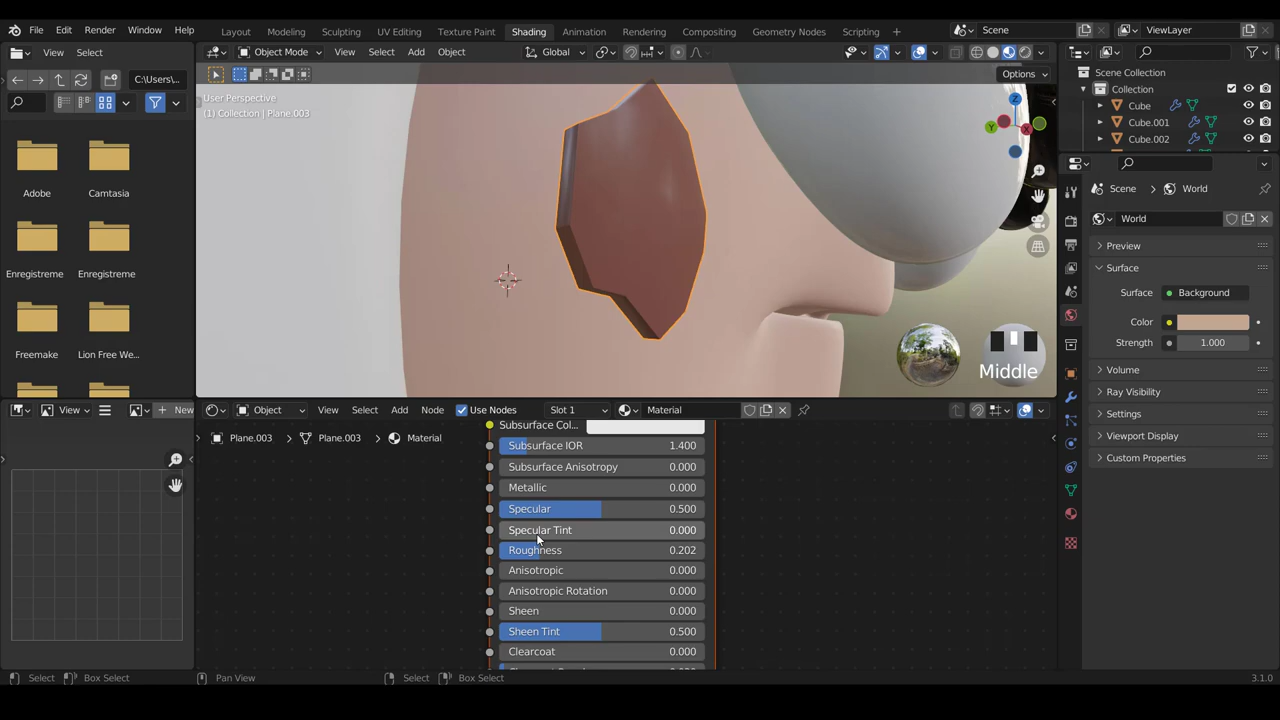 File Edit Render Window Help Layout Modeling Sculpting UV Editing Texture Paint Shading Animation Rendering Compositing Geometry Nodes Scripting Scene ViewLayer
View Select Object Mode View Select Add Object Global
C:\Users\...
Options
User Perspective
(1) Collection | Plane.003
Adobe Camtasia
Enregistreme Enregistreme
Freemake Lion Free We...
Scene Collection
Collection
Cube
Cube.001
Cube.002
Scene World
World
Preview
Surface
Surface Background
Color
Strength 1.000
Volume
Ray Visibility
Settings
Viewport Display
Custom Properties
Z
Y
X
Middle
View New
Object View Select Add Node Use Nodes Slot 1 Material
Plane.003 Plane.003 Material
Subsurface Col...
Subsurface IOR 1.400
Subsurface Anisotropy 0.000
Metallic 0.000
Specular 0.500
Specular Tint 0.000
Roughness 0.202
Anisotropic 0.000
Anisotropic Rotation 0.000
Sheen 0.000
Sheen Tint 0.500
Clearcoat 0.000
Select Box Select Pan View Select Box Select 3.1.0